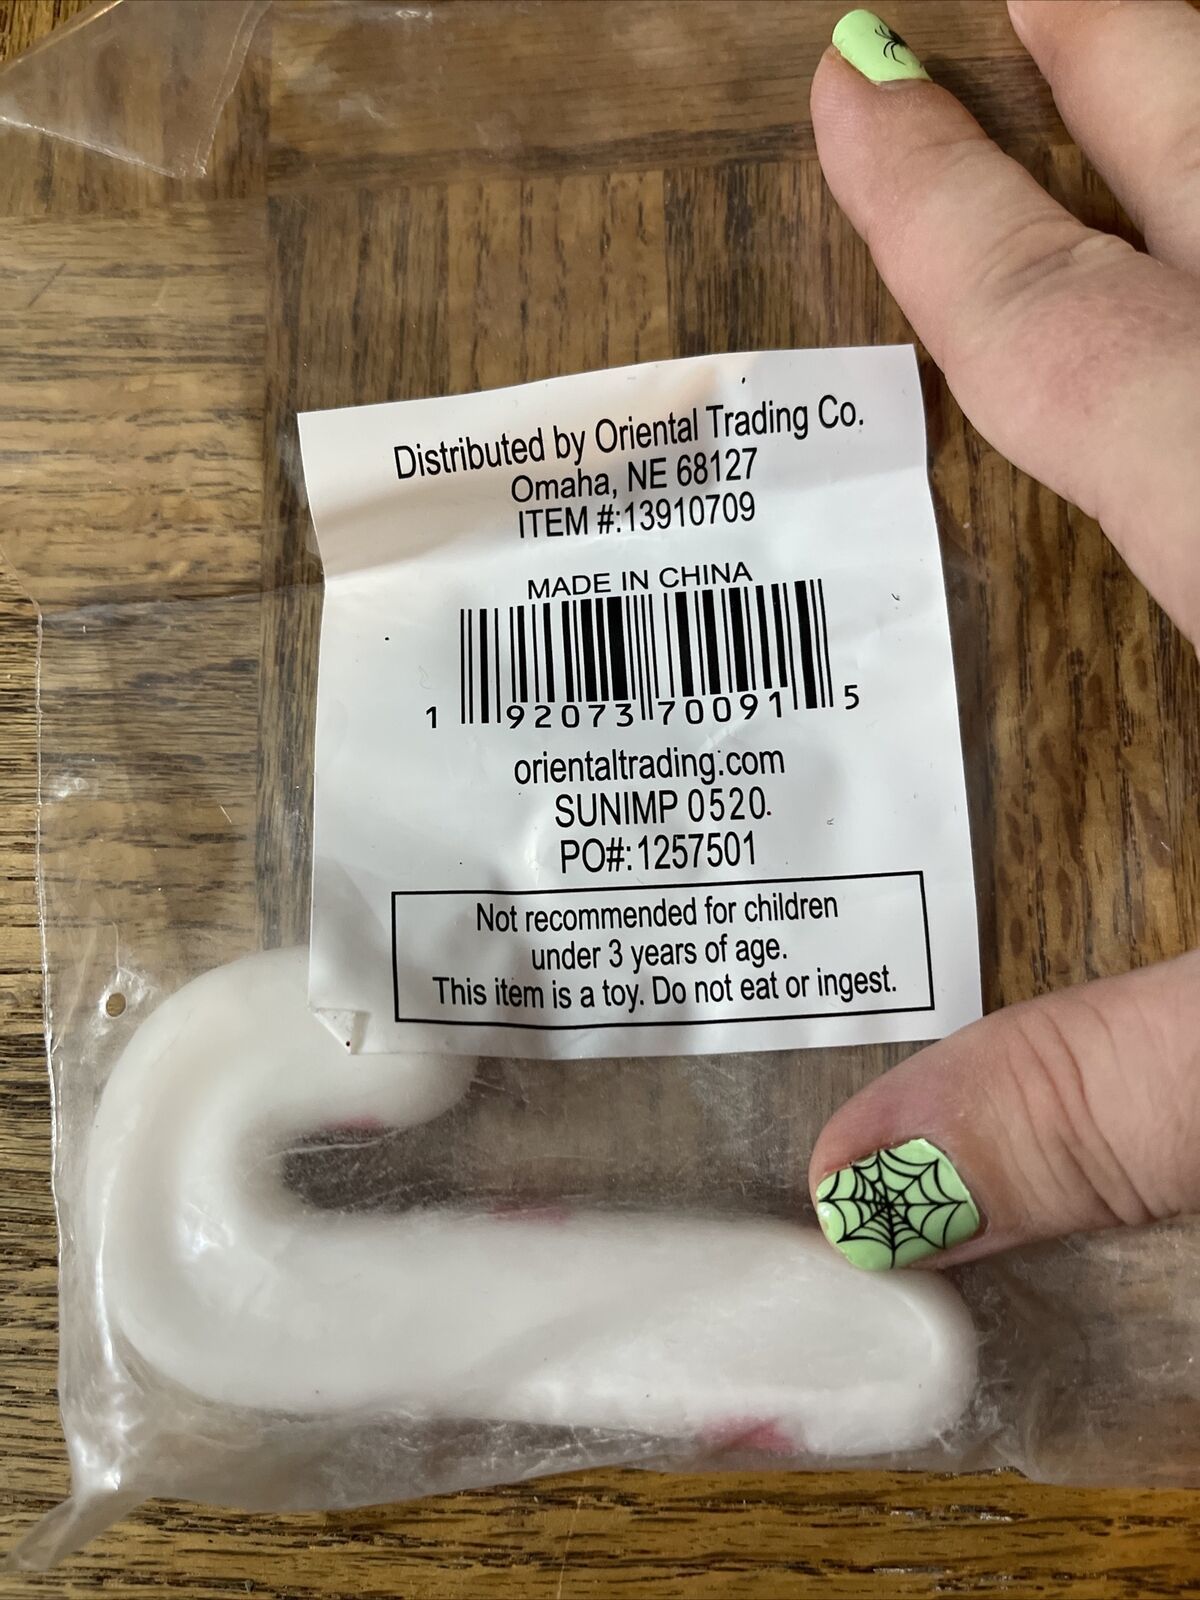 Distributed by Oriental Trading Co.
Omaha, NE 68127
ITEM #:13910709
MADE IN CHINA
1 92073 70091 5
orientaltrading.com
SUNIMP 0520.
PO#:1257501
Not recommended for children
under 3 years of age.
This item is a toy. Do not eat or ingest.